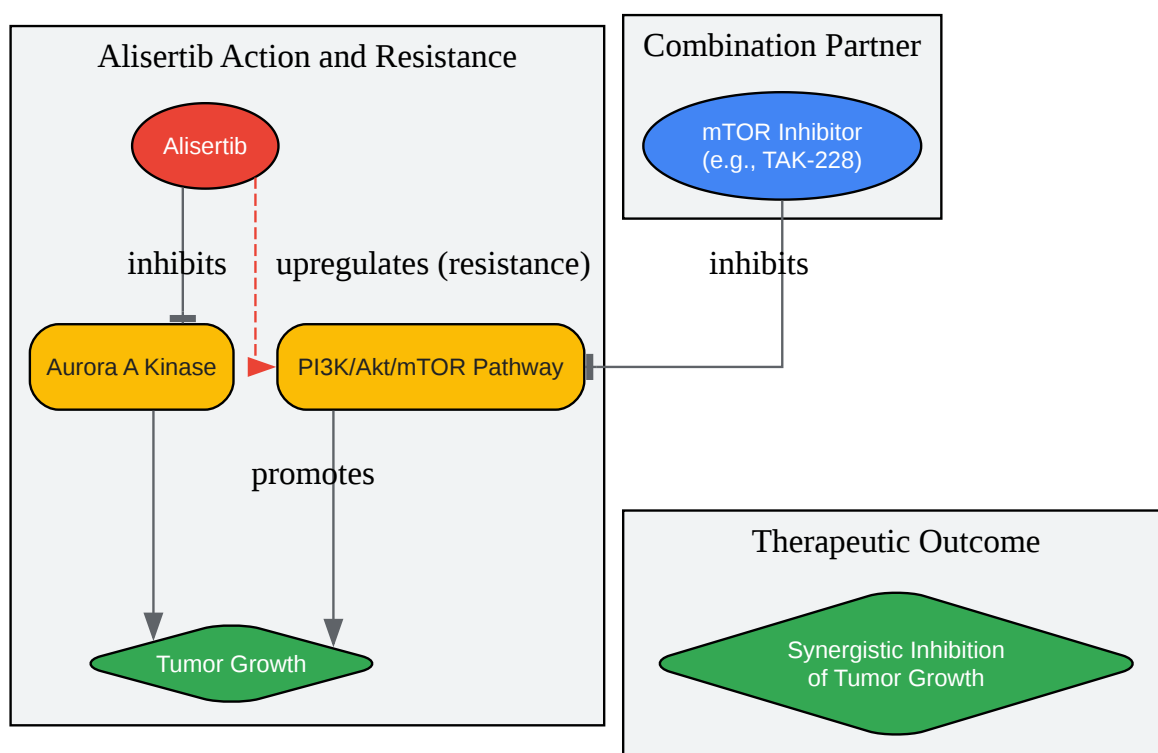 Alisertib Action and Resistance
Combination Partner
Alisertib
mTOR Inhibitor
(e.g., TAK-228)
inhibits
upregulates (resistance)
inhibits
Aurora A Kinase
PI3K/Akt/mTOR Pathway
promotes
Therapeutic Outcome
Tumor Growth
Synergistic Inhibition
of Tumor Growth